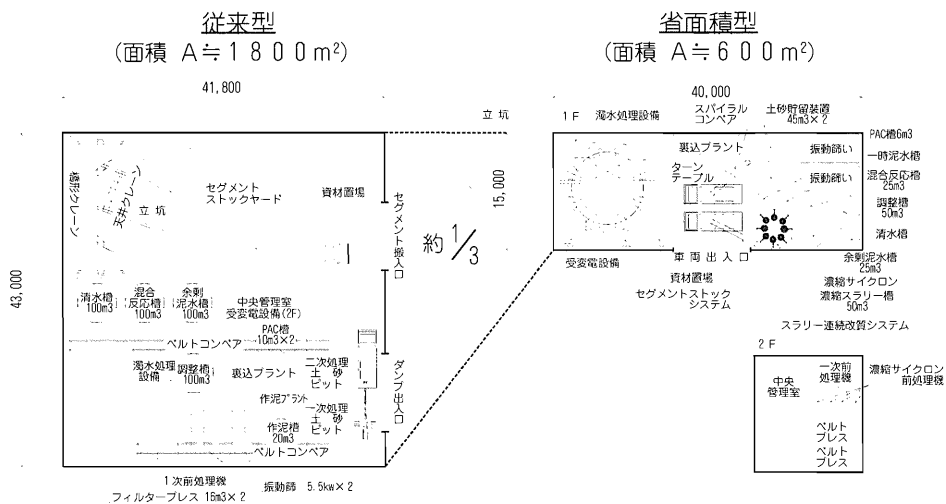 従来型
(面積 A≒1800m²)
41,800
43,000
立坑
橋形クレーン
天井クレーン
立坑
セグメント
ストックヤード
資材置場
セグメント搬入口
清水槽
100m3
混合
反応槽
100m3
余剰
泥水槽
100m3
中央管理室
受変電設備(2F)
PAC槽
10m3×2
ベルトコンベア
濁水処理
設備
調整槽
100m3
裏込プラント
二次処理
土 砂
ピット
作泥プラント
一次処理
土 砂
ピット
作泥槽
20m3
ダンプ出入口
ベルトコンベア
1次前処理機
フィルタープレス 16m3×2
振動篩 5.5kw×2
約1/3
省面積型
(面積 A≒600m²)
40,000
15,000
1F
濁水処理設備
スパイラル
コンベア
土砂貯留装置
45m3×2
裏込プラント
ターン
テーブル
振動篩い
振動篩い
PAC槽6m3
一時泥水槽
混合反応槽
25m3
調整槽
50m3
清水槽
受変電設備
車両出入口
資材置場
セグメントストック
システム
余剰泥水槽
25m3
濃縮サイクロン
濃縮スラリー槽
50m3
スラリー連続改質システム
2F
中央
管理室
一次前
処理機
濃縮サイクロン
前処理機
ベルト
プレス
ベルト
プレス